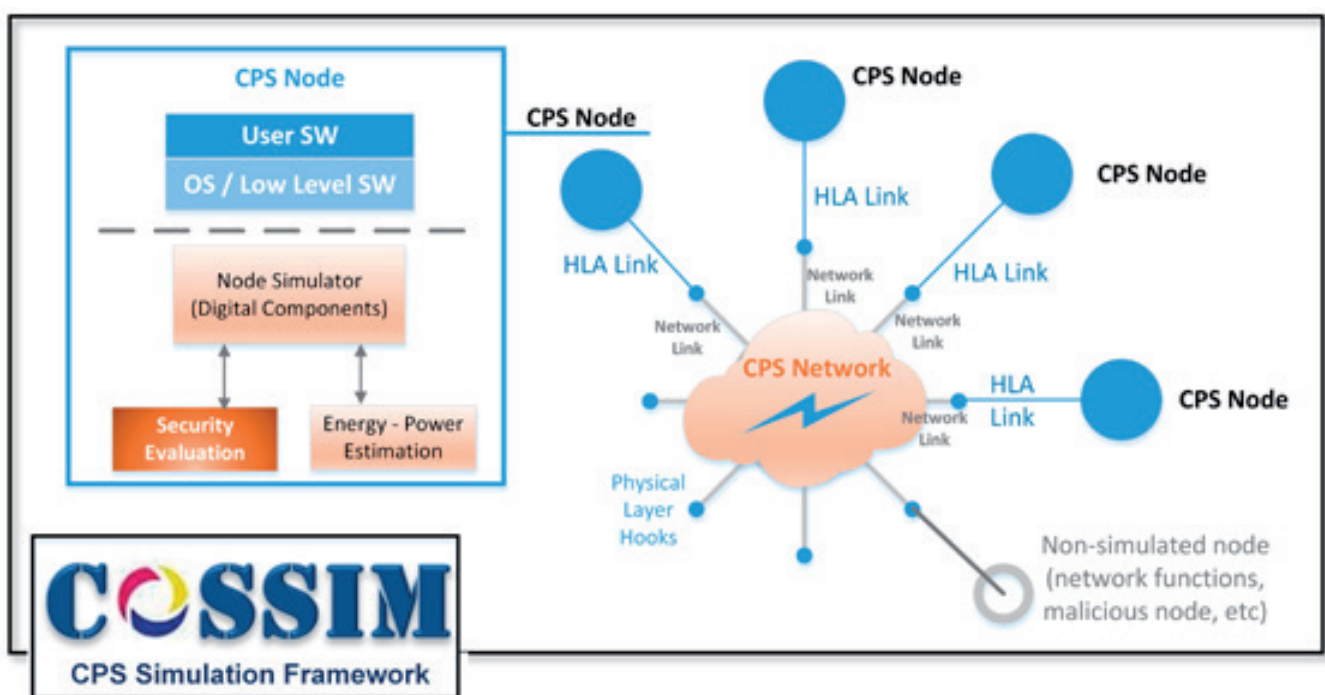 CPS Node
User SW
OS / Low Level SW
Node Simulator
(Digital Components)
Security
Evaluation
Energy - Power
Estimation
CPS Node
CPS Node
CPS Node
CPS Node
HLA Link
HLA Link
HLA Link
HLA
Link
Network
Link
Network
Link
Network
Link
Network
Link
CPS Network
Physical
Layer
Hooks
Non-simulated node
(network functions,
malicious node, etc)
COSSIM
CPS Simulation Framework